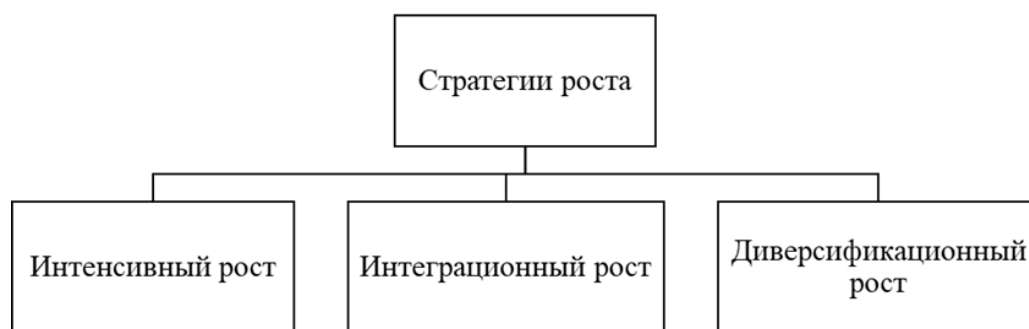 Стратегии роста
Интенсивный рост
Интеграционный рост
Диверсификационный
рост